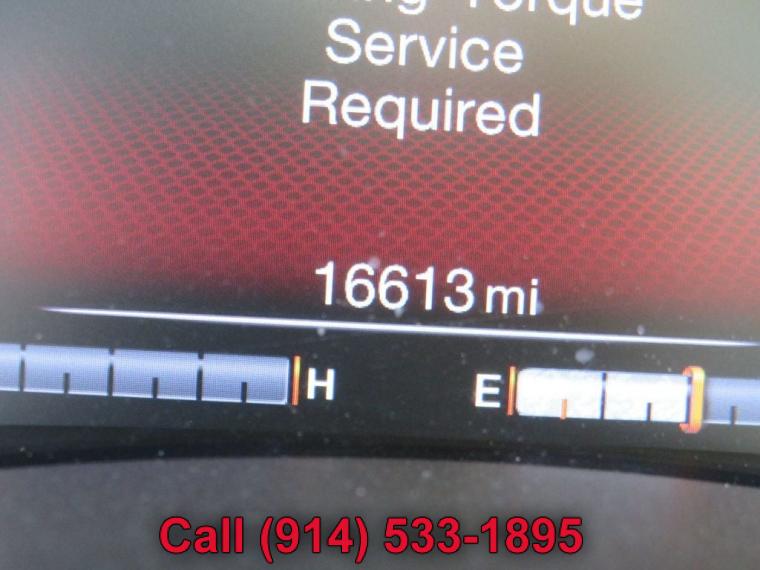 Torque
Service
Required
16613 mi
H E
Call (914) 533-1895